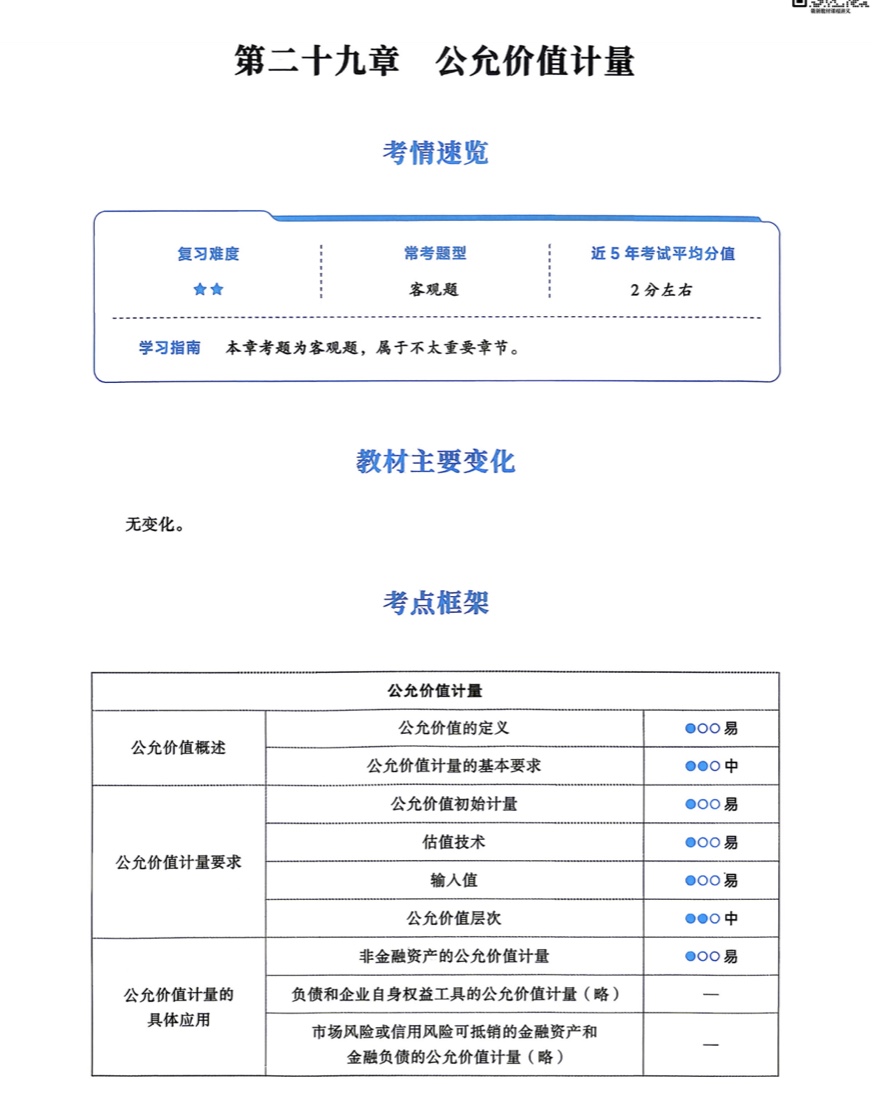 第二十九章 公允价值计量
考情速览
复习难度 常考题型 近5年考试平均分值
★★ 客观题 2分左右
学习指南 本章考题为客观题，属于不太重要章节。
教材主要变化
无变化。
考点框架
公允价值计量
公允价值概述
公允价值的定义 ●○○易
公允价值计量的基本要求 ●●○中
公允价值计量要求
公允价值初始计量 ●○○易
估值技术 ●○○易
输入值 ●○○易
公允价值层次 ●●○中
公允价值计量的
具体应用
非金融资产的公允价值计量 ●○○易
负债和企业自身权益工具的公允价值计量（略） —
市场风险或信用风险可抵销的金融资产和
金融负债的公允价值计量（略） —